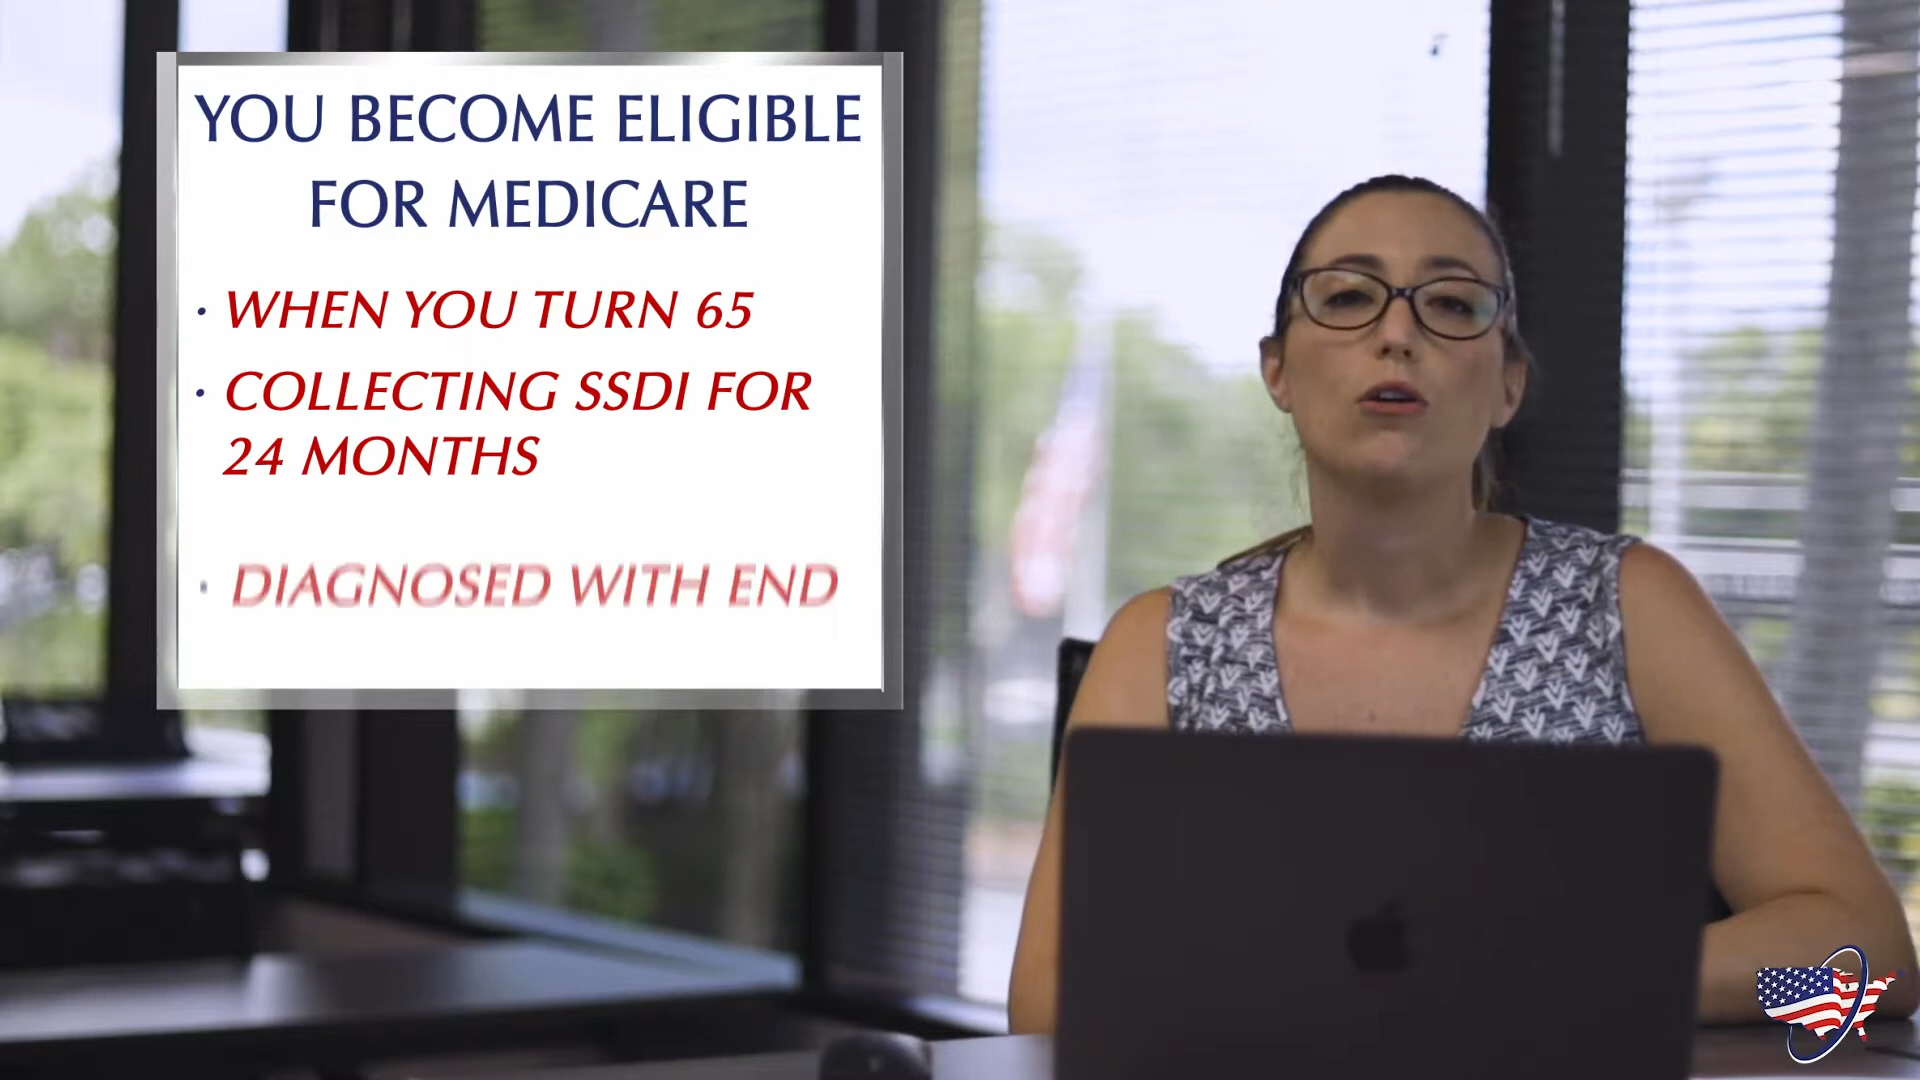 YOU BECOME ELIGIBLE
FOR MEDICARE
· WHEN YOU TURN 65
· COLLECTING SSDI FOR
24 MONTHS
· DIAGNOSED WITH END